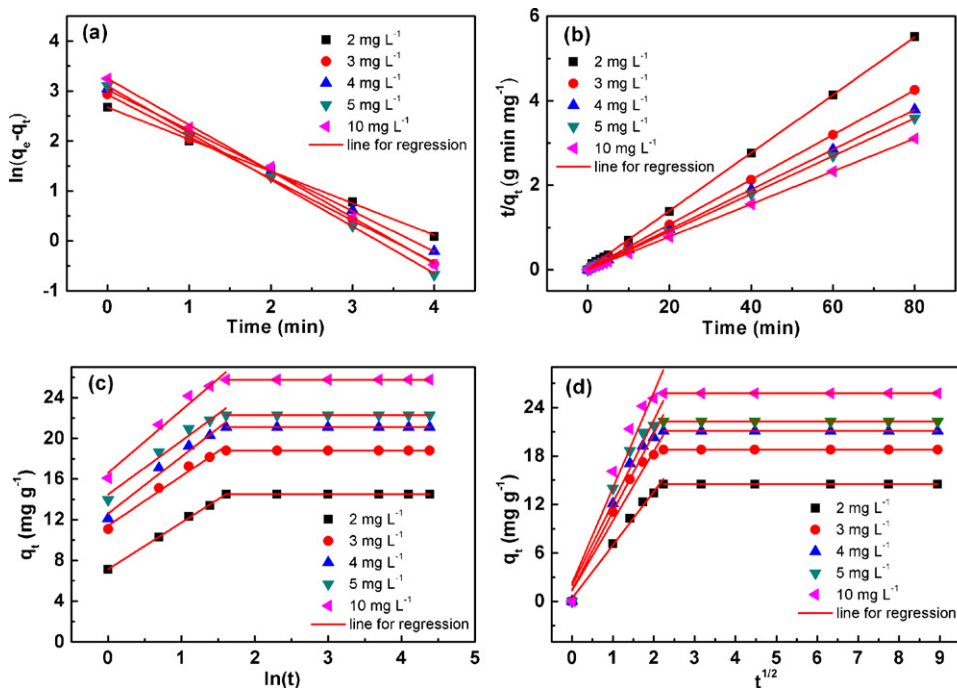 (a)
2 mg L⁻¹
3 mg L⁻¹
4 mg L⁻¹
5 mg L⁻¹
10 mg L⁻¹
line for regression
ln(qₑ-qₜ)
4
3
2
1
0
-1
0 1 2 3 4
Time (min)
(b)
2 mg L⁻¹
3 mg L⁻¹
4 mg L⁻¹
5 mg L⁻¹
10 mg L⁻¹
line for regression
t/qₜ (g min mg⁻¹)
6
4
2
0
0 20 40 60 80
Time (min)
(c)
2 mg L⁻¹
3 mg L⁻¹
4 mg L⁻¹
5 mg L⁻¹
10 mg L⁻¹
line for regression
qₜ (mg g⁻¹)
24
20
16
12
8
4
0
0 1 2 3 4 5
ln(t)
(d)
2 mg L⁻¹
3 mg L⁻¹
4 mg L⁻¹
5 mg L⁻¹
10 mg L⁻¹
line for regression
qₜ (mg g⁻¹)
24
18
12
6
0
0 1 2 3 4 5 6 7 8 9
t¹ᐟ²